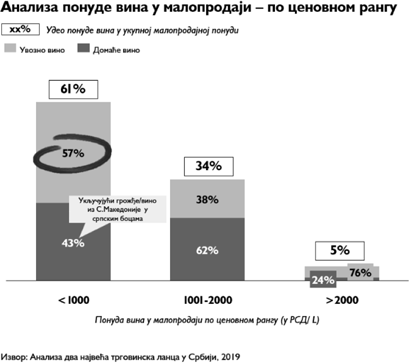 Анализа понуде вина у малопродаји – по ценовном рангу
xx% Удео понуде вина у укупној малопродајној понуди
Увозно вино
Домаће вино
61%
57%
Укључујући грожђе/вино
из С.Македоније у
српским боцама
43%
34%
38%
62%
5%
24% 76%
< 1000 1001-2000 > 2000
Понуда вина у малопродаји по ценовном рангу (у РСД/ L)
Извор: Анализа два највећа трговинска ланца у Србији, 2019